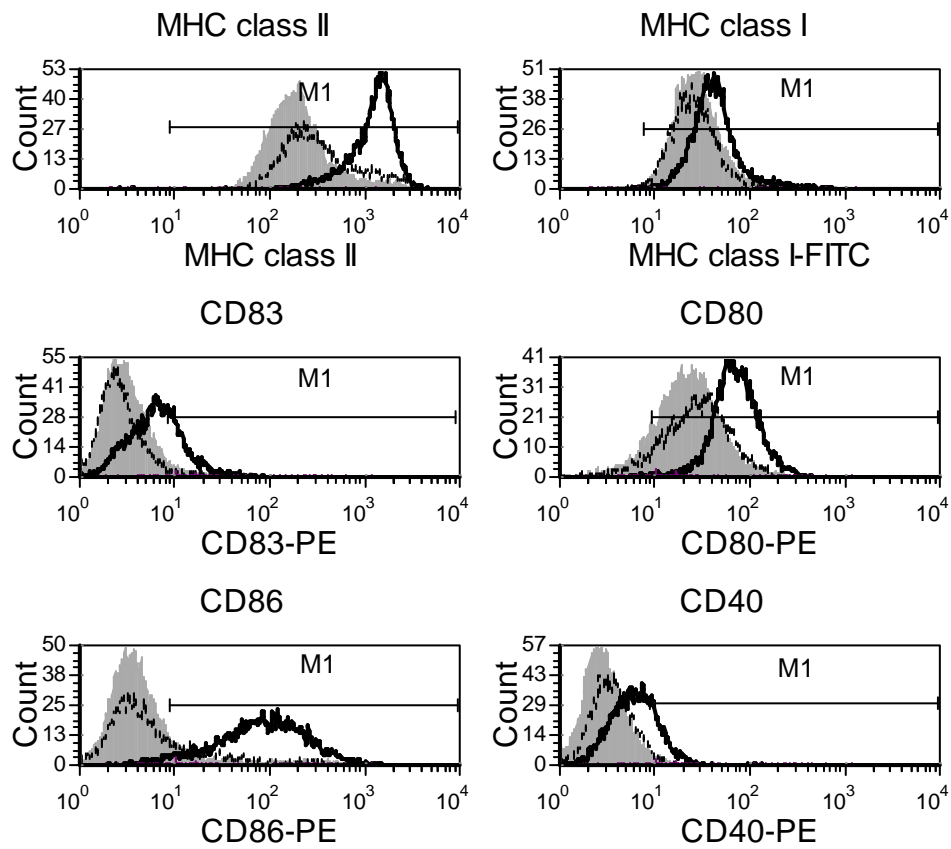 MHC class II
53
40
27
13
0
Count
M1
10^0 10^1 10^2 10^3 10^4
MHC class II
MHC class I
51
38
26
13
0
Count
M1
10^0 10^1 10^2 10^3 10^4
MHC class I-FITC
CD83
55
41
28
14
0
Count
M1
10^0 10^1 10^2 10^3 10^4
CD83-PE
CD80
41
31
21
10
0
Count
M1
10^0 10^1 10^2 10^3 10^4
CD80-PE
CD86
50
38
25
13
0
Count
M1
10^0 10^1 10^2 10^3 10^4
CD86-PE
CD40
57
43
29
14
0
Count
M1
10^0 10^1 10^2 10^3 10^4
CD40-PE